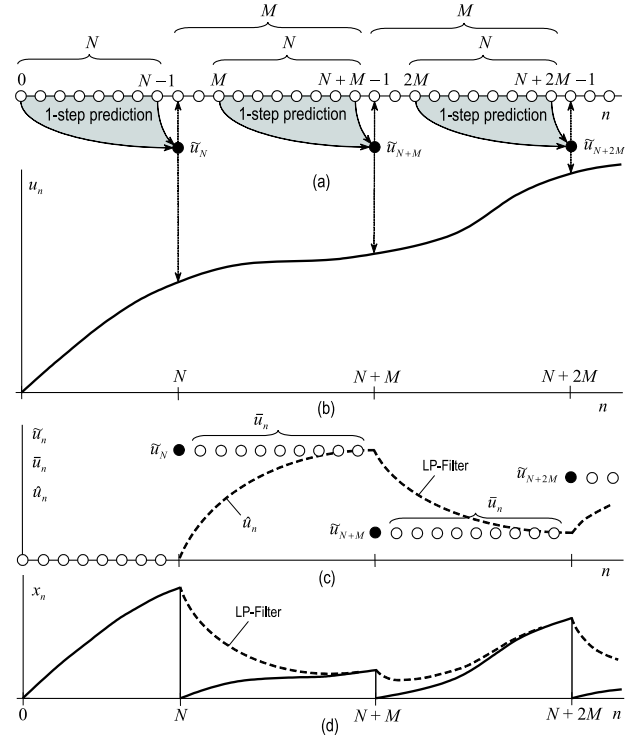 M M
N N N
0 N−1 M N+M−1 2M N+2M−1
n
1-step prediction 1-step prediction 1-step prediction
ũ_N ũ_{N+M} ũ_{N+2M}
(a)
u_n
N N+M N+2M
(b) n
ũ_n
ū_n
û_n
ũ_N ū_n
LP-Filter
ũ_{N+2M}
û_n
ũ_{N+M} ū_n
(c) n
x_n
LP-Filter
0 N N+M N+2M n
(d)